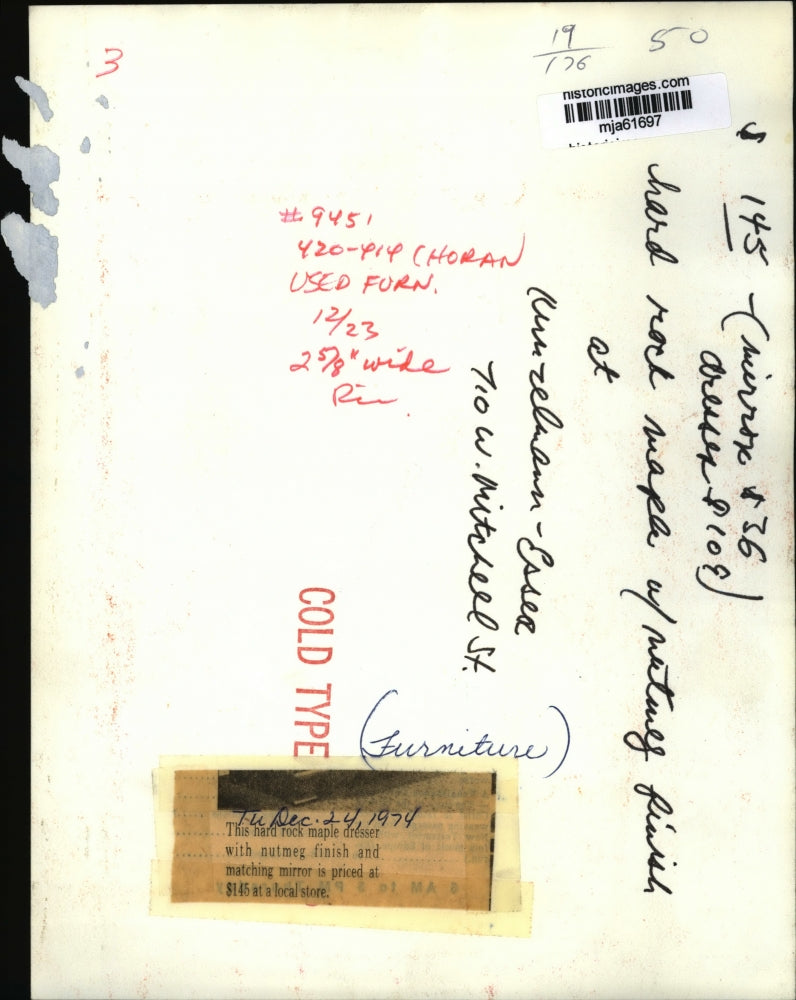 3
19
176
50
historicimages.com
mja61697
$ 145 - (mirror $36
dresser $109)
hard rock maple w/ nutmeg finish
at
Kunzelmann-Esser
710 W. Mitchell St.
#9451
420-414 (HORAN)
USED FURN.
12/23
2 5/8" wide
COLD TYPE
(Furniture)
Tu Dec. 24, 1974
This hard rock maple dresser
with nutmeg finish and
matching mirror is priced at
$145 at a local store.